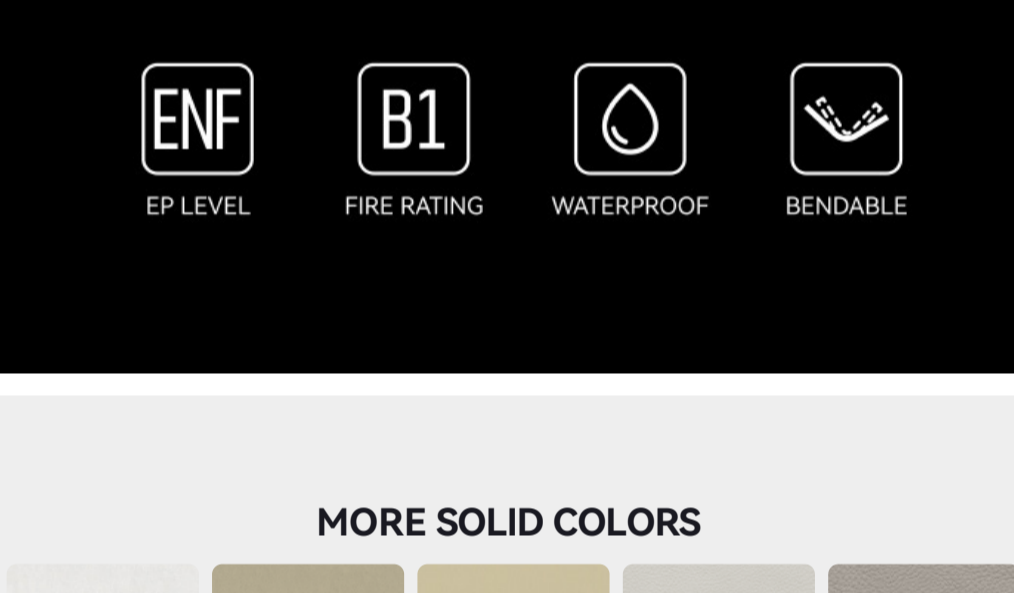 ENF
B1
EP LEVEL
FIRE RATING
WATERPROOF
BENDABLE
MORE SOLID COLORS